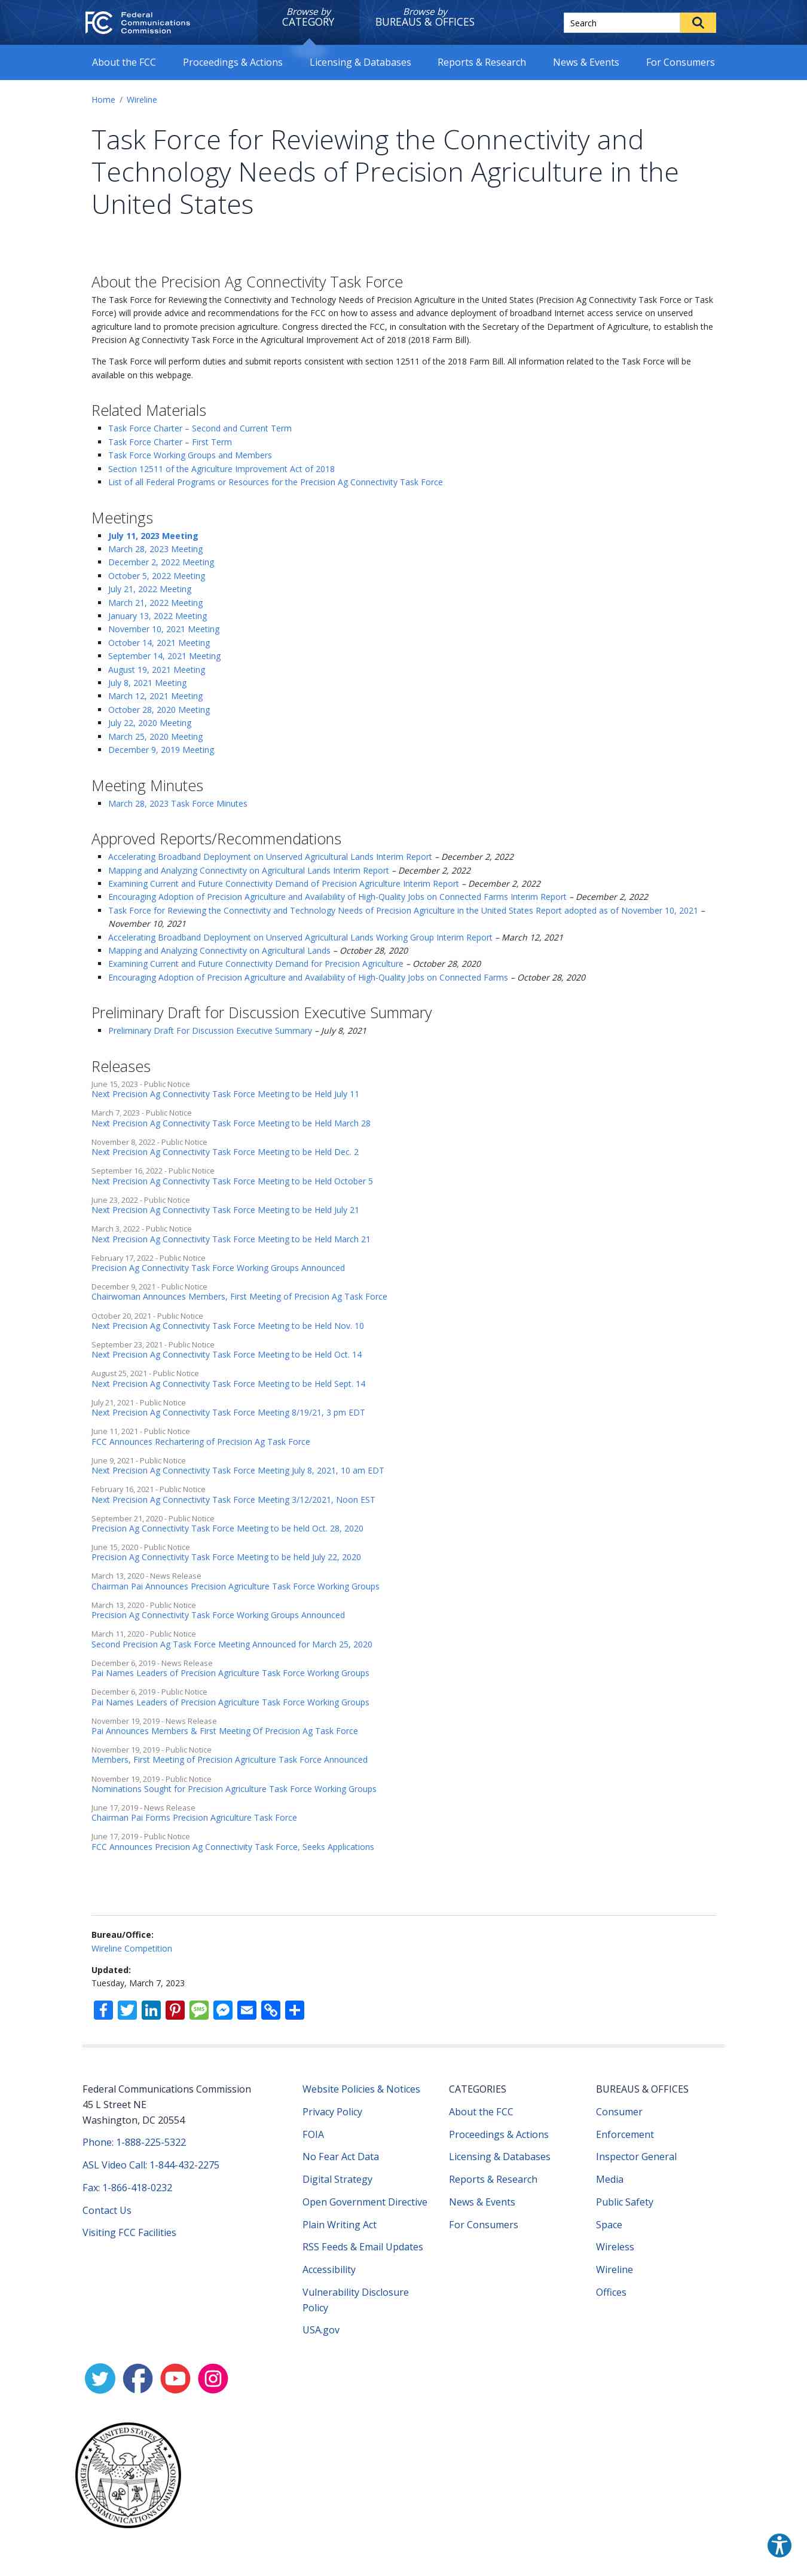 FCC Federal
Communications
Commission
Browse by
CATEGORY
Browse by
BUREAUS & OFFICES
Search
About the FCC
Proceedings & Actions
Licensing & Databases
Reports & Research
News & Events
For Consumers
Home / Wireline
Task Force for Reviewing the Connectivity and
Technology Needs of Precision Agriculture in the
United States
About the Precision Ag Connectivity Task Force
The Task Force for Reviewing the Connectivity and Technology Needs of Precision Agriculture in the United States (Precision Ag Connectivity Task Force or Task
Force) will provide advice and recommendations for the FCC on how to assess and advance deployment of broadband Internet access service on unserved
agriculture land to promote precision agriculture. Congress directed the FCC, in consultation with the Secretary of the Department of Agriculture, to establish the
Precision Ag Connectivity Task Force in the Agricultural Improvement Act of 2018 (2018 Farm Bill).
The Task Force will perform duties and submit reports consistent with section 12511 of the 2018 Farm Bill. All information related to the Task Force will be
available on this webpage.
Related Materials
Task Force Charter – Second and Current Term
Task Force Charter – First Term
Task Force Working Groups and Members
Section 12511 of the Agriculture Improvement Act of 2018
List of all Federal Programs or Resources for the Precision Ag Connectivity Task Force
Meetings
July 11, 2023 Meeting
March 28, 2023 Meeting
December 2, 2022 Meeting
October 5, 2022 Meeting
July 21, 2022 Meeting
March 21, 2022 Meeting
January 13, 2022 Meeting
November 10, 2021 Meeting
October 14, 2021 Meeting
September 14, 2021 Meeting
August 19, 2021 Meeting
July 8, 2021 Meeting
March 12, 2021 Meeting
October 28, 2020 Meeting
July 22, 2020 Meeting
March 25, 2020 Meeting
December 9, 2019 Meeting
Meeting Minutes
March 28, 2023 Task Force Minutes
Approved Reports/Recommendations
Accelerating Broadband Deployment on Unserved Agricultural Lands Interim Report – December 2, 2022
Mapping and Analyzing Connectivity on Agricultural Lands Interim Report – December 2, 2022
Examining Current and Future Connectivity Demand of Precision Agriculture Interim Report – December 2, 2022
Encouraging Adoption of Precision Agriculture and Availability of High-Quality Jobs on Connected Farms Interim Report – December 2, 2022
Task Force for Reviewing the Connectivity and Technology Needs of Precision Agriculture in the United States Report adopted as of November 10, 2021 –
November 10, 2021
Accelerating Broadband Deployment on Unserved Agricultural Lands Working Group Interim Report – March 12, 2021
Mapping and Analyzing Connectivity on Agricultural Lands – October 28, 2020
Examining Current and Future Connectivity Demand for Precision Agriculture – October 28, 2020
Encouraging Adoption of Precision Agriculture and Availability of High-Quality Jobs on Connected Farms – October 28, 2020
Preliminary Draft for Discussion Executive Summary
Preliminary Draft For Discussion Executive Summary – July 8, 2021
Releases
June 15, 2023 - Public Notice
Next Precision Ag Connectivity Task Force Meeting to be Held July 11
March 7, 2023 - Public Notice
Next Precision Ag Connectivity Task Force Meeting to be Held March 28
November 8, 2022 - Public Notice
Next Precision Ag Connectivity Task Force Meeting to be Held Dec. 2
September 16, 2022 - Public Notice
Next Precision Ag Connectivity Task Force Meeting to be Held October 5
June 23, 2022 - Public Notice
Next Precision Ag Connectivity Task Force Meeting to be Held July 21
March 3, 2022 - Public Notice
Next Precision Ag Connectivity Task Force Meeting to be Held March 21
February 17, 2022 - Public Notice
Precision Ag Connectivity Task Force Working Groups Announced
December 9, 2021 - Public Notice
Chairwoman Announces Members, First Meeting of Precision Ag Task Force
October 20, 2021 - Public Notice
Next Precision Ag Connectivity Task Force Meeting to be Held Nov. 10
September 23, 2021 - Public Notice
Next Precision Ag Connectivity Task Force Meeting to be Held Oct. 14
August 25, 2021 - Public Notice
Next Precision Ag Connectivity Task Force Meeting to be Held Sept. 14
July 21, 2021 - Public Notice
Next Precision Ag Connectivity Task Force Meeting 8/19/21, 3 pm EDT
June 11, 2021 - Public Notice
FCC Announces Rechartering of Precision Ag Task Force
June 9, 2021 - Public Notice
Next Precision Ag Connectivity Task Force Meeting July 8, 2021, 10 am EDT
February 16, 2021 - Public Notice
Next Precision Ag Connectivity Task Force Meeting 3/12/2021, Noon EST
September 21, 2020 - Public Notice
Precision Ag Connectivity Task Force Meeting to be held Oct. 28, 2020
June 15, 2020 - Public Notice
Precision Ag Connectivity Task Force Meeting to be held July 22, 2020
March 13, 2020 - News Release
Chairman Pai Announces Precision Agriculture Task Force Working Groups
March 13, 2020 - Public Notice
Precision Ag Connectivity Task Force Working Groups Announced
March 11, 2020 - Public Notice
Second Precision Ag Task Force Meeting Announced for March 25, 2020
December 6, 2019 - News Release
Pai Names Leaders of Precision Agriculture Task Force Working Groups
December 6, 2019 - Public Notice
Pai Names Leaders of Precision Agriculture Task Force Working Groups
November 19, 2019 - News Release
Pai Announces Members & First Meeting Of Precision Ag Task Force
November 19, 2019 - Public Notice
Members, First Meeting of Precision Agriculture Task Force Announced
November 19, 2019 - Public Notice
Nominations Sought for Precision Agriculture Task Force Working Groups
June 17, 2019 - News Release
Chairman Pai Forms Precision Agriculture Task Force
June 17, 2019 - Public Notice
FCC Announces Precision Ag Connectivity Task Force, Seeks Applications
Bureau/Office:
Wireline Competition
Updated:
Tuesday, March 7, 2023
SMS
Federal Communications Commission
45 L Street NE
Washington, DC 20554
Phone: 1-888-225-5322
ASL Video Call: 1-844-432-2275
Fax: 1-866-418-0232
Contact Us
Visiting FCC Facilities
Website Policies & Notices
Privacy Policy
FOIA
No Fear Act Data
Digital Strategy
Open Government Directive
Plain Writing Act
RSS Feeds & Email Updates
Accessibility
Vulnerability Disclosure
Policy
USA.gov
CATEGORIES
About the FCC
Proceedings & Actions
Licensing & Databases
Reports & Research
News & Events
For Consumers
BUREAUS & OFFICES
Consumer
Enforcement
Inspector General
Media
Public Safety
Space
Wireless
Wireline
Offices
UNITED STATES OF AMERICA
FEDERAL COMMUNICATIONS COMMISSION